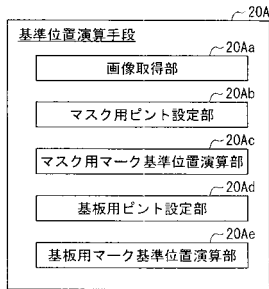 20A
基準位置演算手段
20Aa
画像取得部
20Ab
マスク用ピント設定部
20Ac
マスク用マーク基準位置演算部
20Ad
基板用ピント設定部
20Ae
基板用マーク基準位置演算部